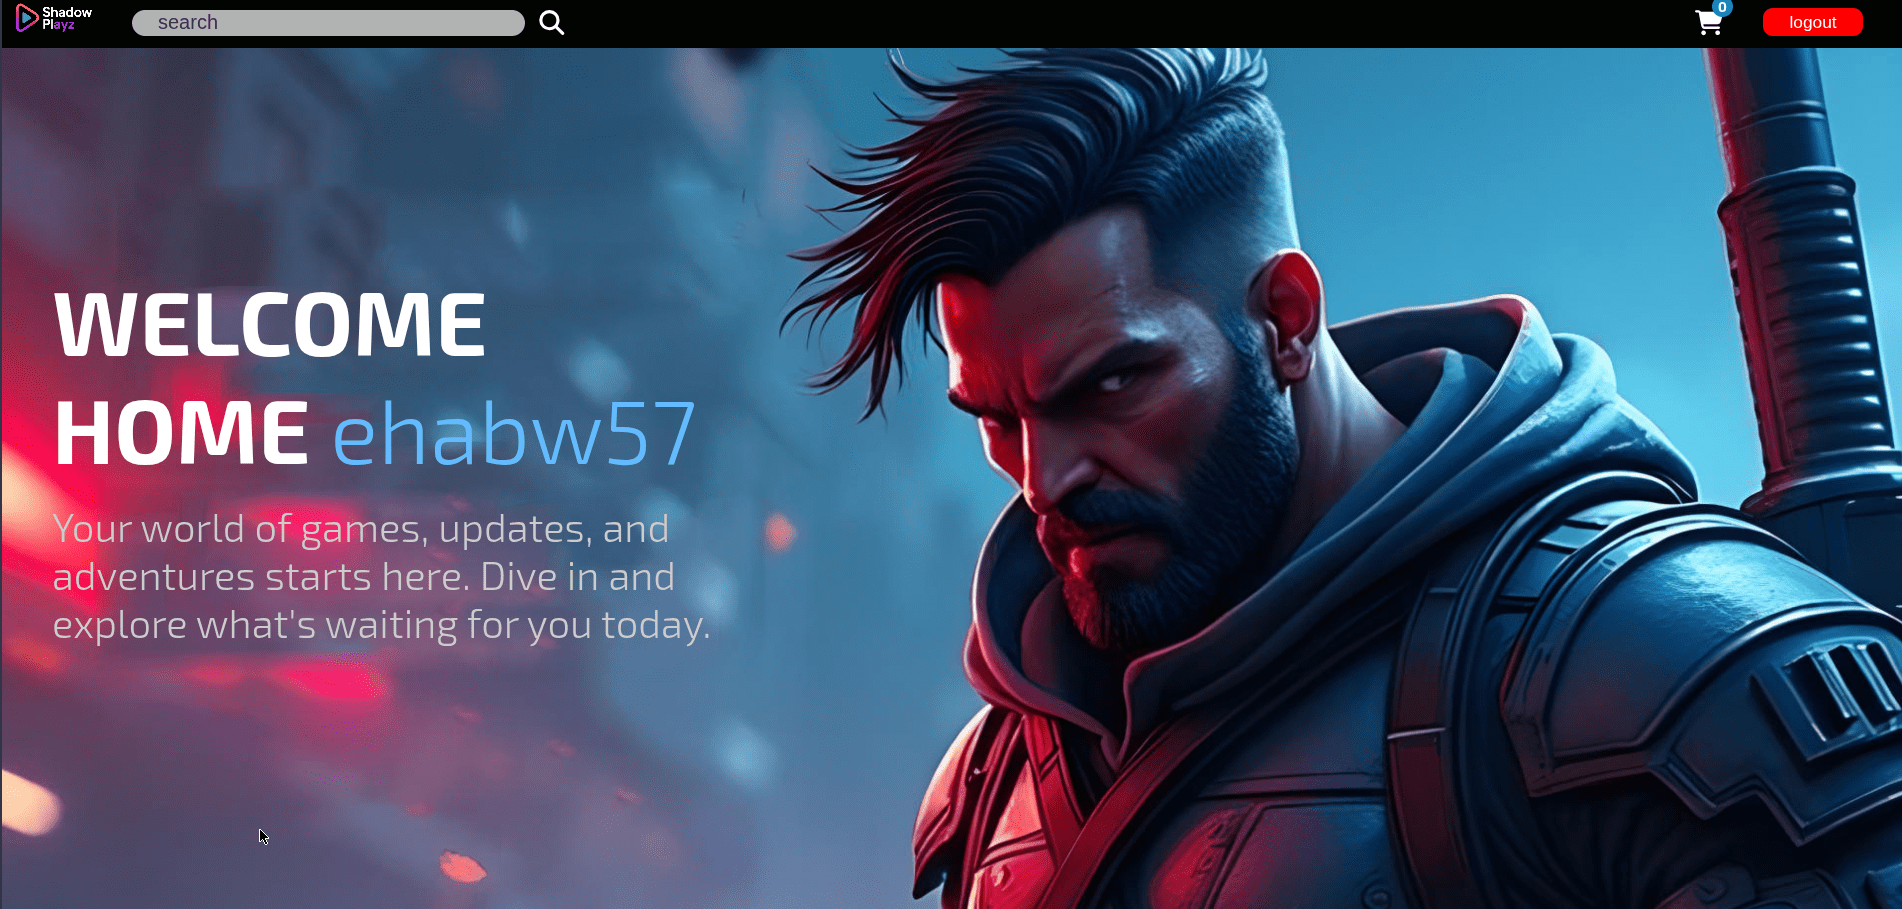 Shadow
Playz
search
0
logout
WELCOME
HOME ehabw57
Your world of games, updates, and
adventures starts here. Dive in and
explore what's waiting for you today.